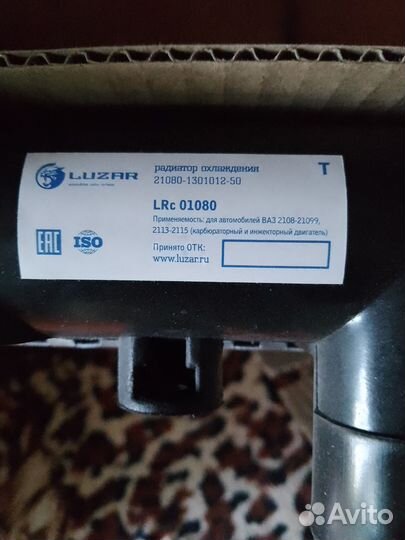 LUZAR
радиатор охлаждения
21080-1301012-50
T
LRc 01080
Применяемость: для автомобилей ВАЗ 2108-21099,
2113-2115 (карбюраторный и инжекторный двигатель)
EAC
ISO
Принято ОТК:
www.luzar.ru
Avito